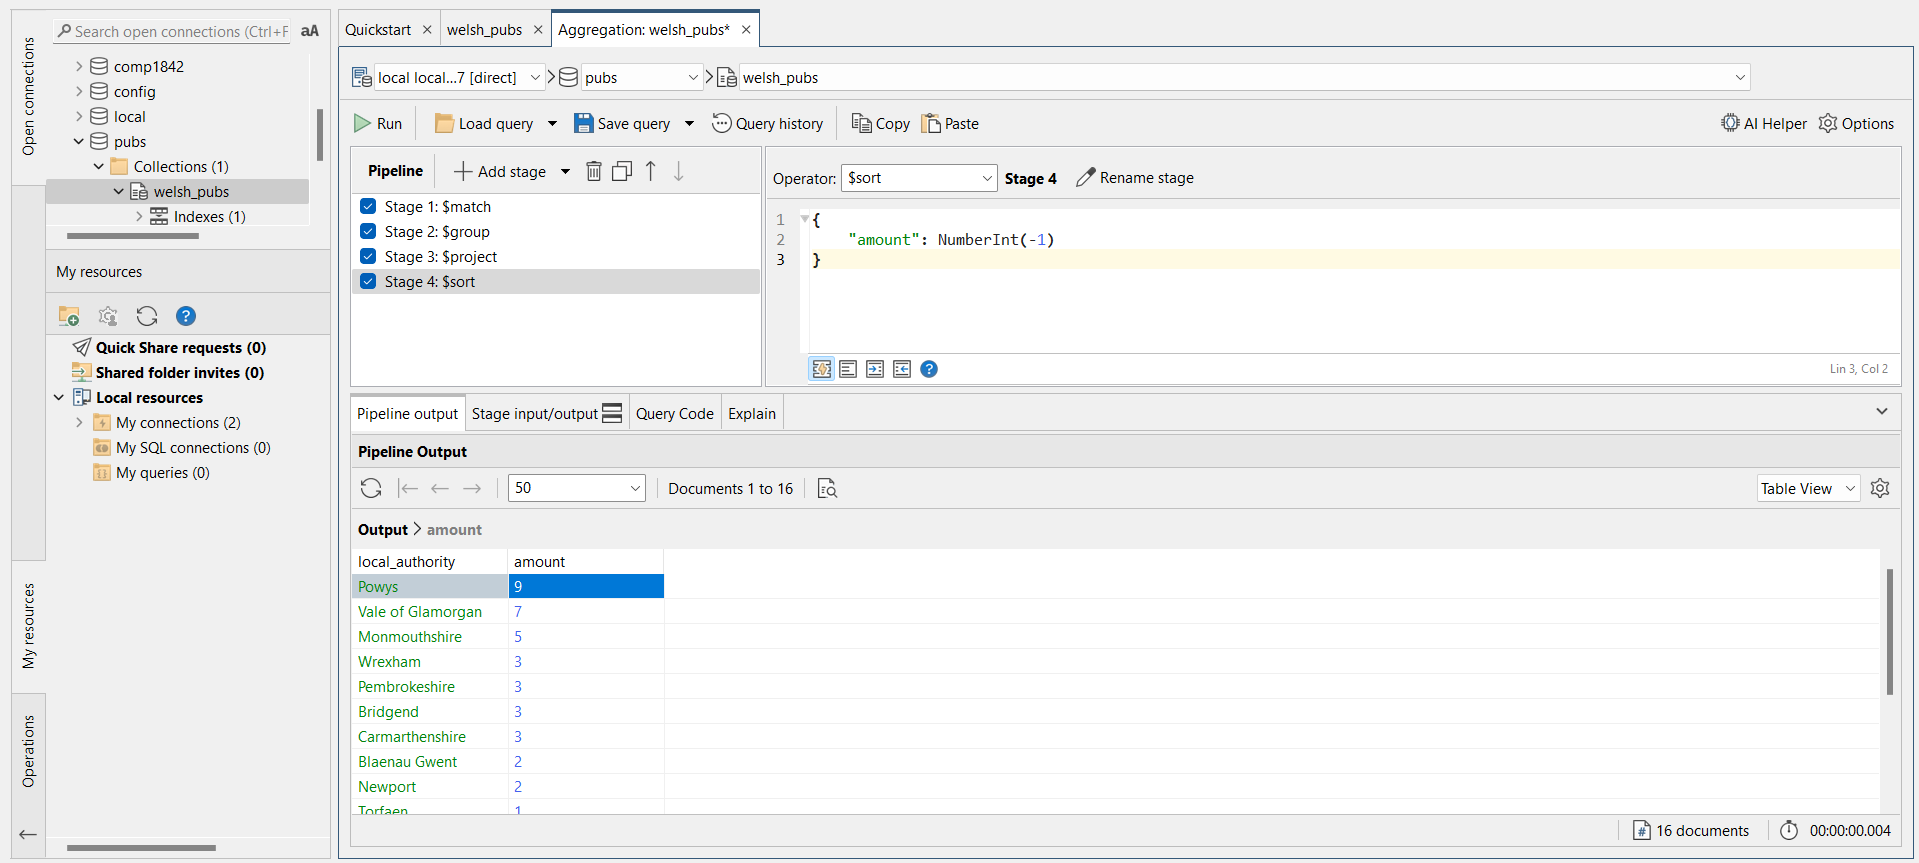 Open connections
My resources
Operations
Search open connections (Ctrl+F
aA
comp1842
config
local
pubs
Collections (1)
welsh_pubs
Indexes (1)
My resources
Quick Share requests (0)
Shared folder invites (0)
Local resources
My connections (2)
My SQL connections (0)
My queries (0)
Quickstart
welsh_pubs
Aggregation: welsh_pubs*
local local...7 [direct]
pubs
welsh_pubs
Run
Load query
Save query
Query history
Copy
Paste
AI Helper
Options
Pipeline
Add stage
Stage 1: $match
Stage 2: $group
Stage 3: $project
Stage 4: $sort
Operator:
$sort
Stage 4
Rename stage
1 {
2 "amount": NumberInt(-1)
3 }
Lin 3, Col 2
Pipeline output
Stage input/output
Query Code
Explain
Pipeline Output
50
Documents 1 to 16
Table View
Output > amount
local_authority amount
Powys 9
Vale of Glamorgan 7
Monmouthshire 5
Wrexham 3
Pembrokeshire 3
Bridgend 3
Carmarthenshire 3
Blaenau Gwent 2
Newport 2
Torfaen 1
16 documents
00:00:00.004